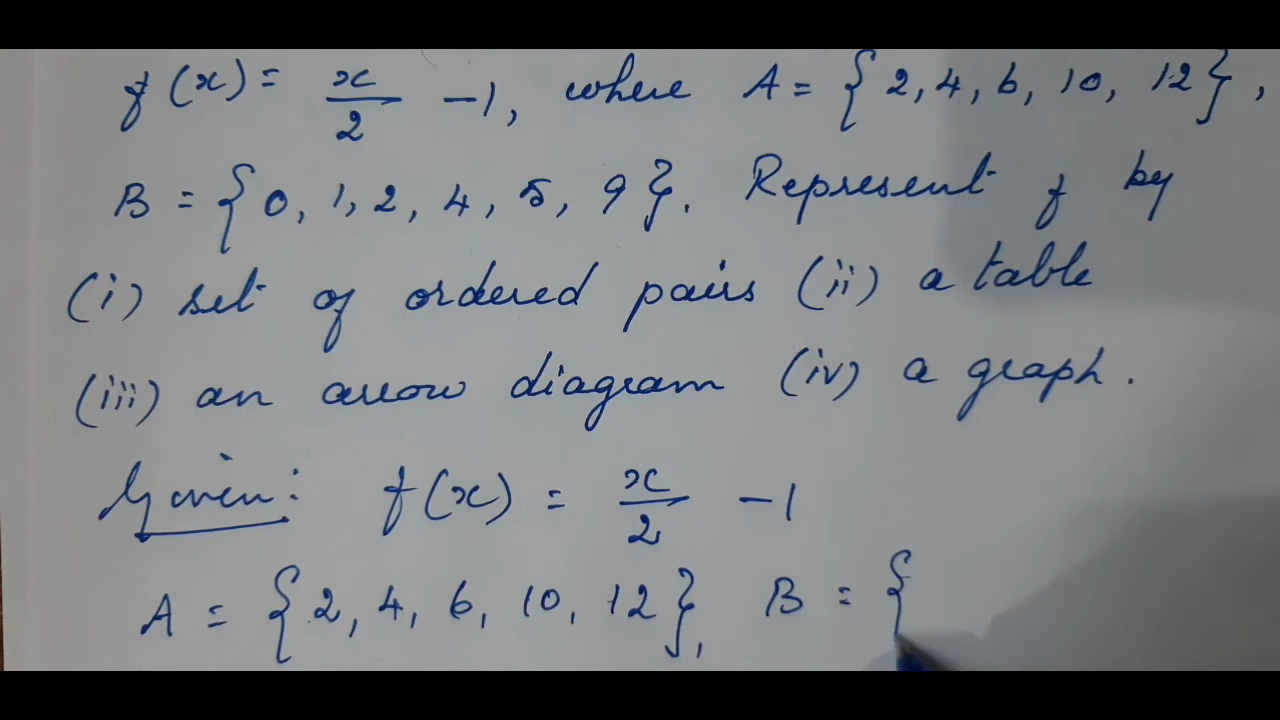 f(x) = x/2 - 1, where A = {2, 4, 6, 10, 12},
B = {0, 1, 2, 4, 5, 9}. Represent f by
(i) set of ordered pairs (ii) a table
(iii) an arrow diagram (iv) a graph.
Given: f(x) = x/2 - 1
A = {2, 4, 6, 10, 12}, B = {